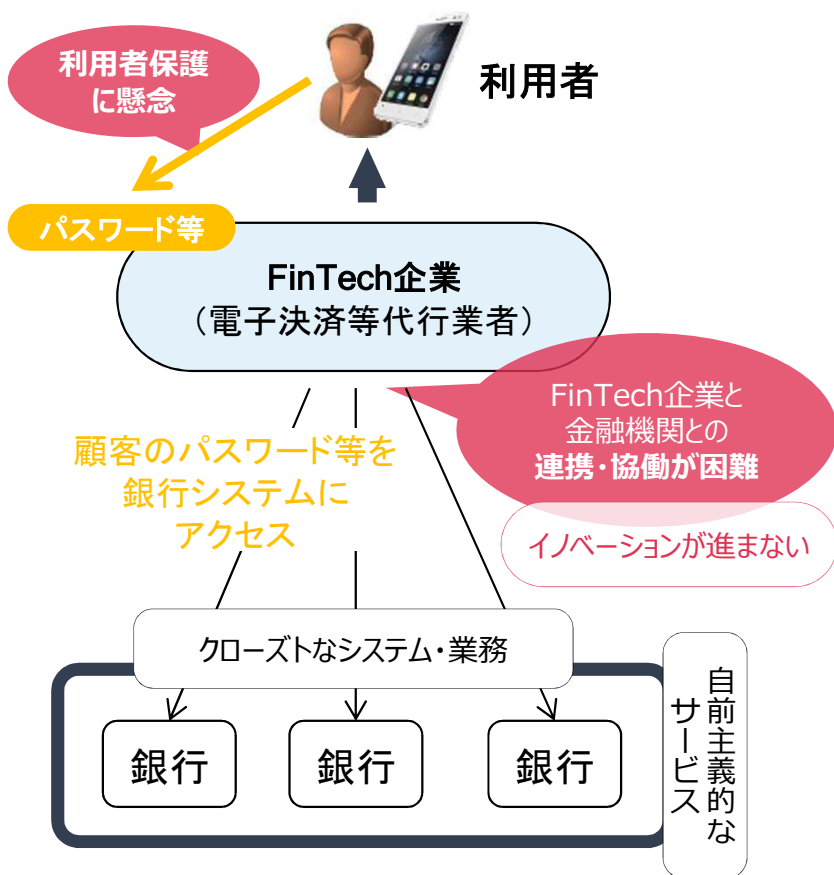 利用者保護
に懸念
利用者
パスワード等
FinTech企業
（電子決済等代行業者）
FinTech企業と
金融機関との
連携・協働が困難
イノベーションが進まない
顧客のパスワード等を
銀行システムに
アクセス
クローズトなシステム・業務
銀行
銀行
銀行
自前主義的な
サービス